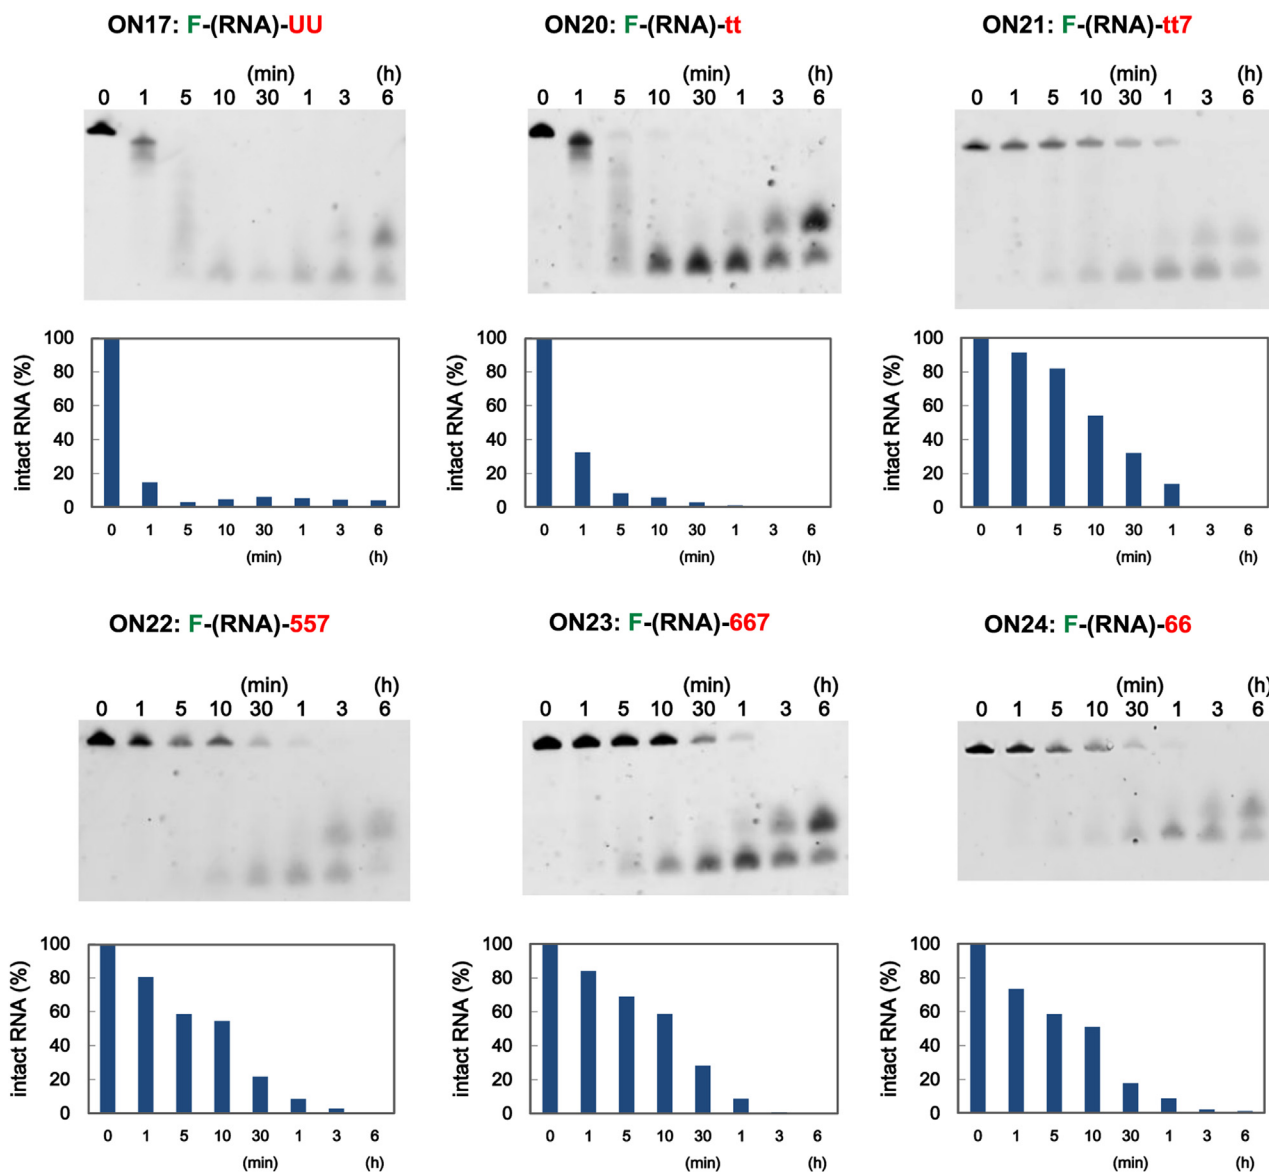 ON17: F-(RNA)-UU
(min) (h)
0 1 5 10 30 1 3 6
100
80
60
40
20
0
intact RNA (%)
0 1 5 10 30 1 3 6
(min) (h)
ON20: F-(RNA)-tt
(min) (h)
0 1 5 10 30 1 3 6
100
80
60
40
20
0
intact RNA (%)
0 1 5 10 30 1 3 6
(min) (h)
ON21: F-(RNA)-tt7
(min) (h)
0 1 5 10 30 1 3 6
100
80
60
40
20
0
intact RNA (%)
0 1 5 10 30 1 3 6
(min) (h)
ON22: F-(RNA)-557
(min) (h)
0 1 5 10 30 1 3 6
100
80
60
40
20
0
intact RNA (%)
0 1 5 10 30 1 3 6
(min) (h)
ON23: F-(RNA)-667
(min) (h)
0 1 5 10 30 1 3 6
100
80
60
40
20
0
intact RNA (%)
0 1 5 10 30 1 3 6
(min) (h)
ON24: F-(RNA)-66
(min) (h)
0 1 5 10 30 1 3 6
100
80
60
40
20
0
intact RNA (%)
0 1 5 10 30 1 3 6
(min) (h)